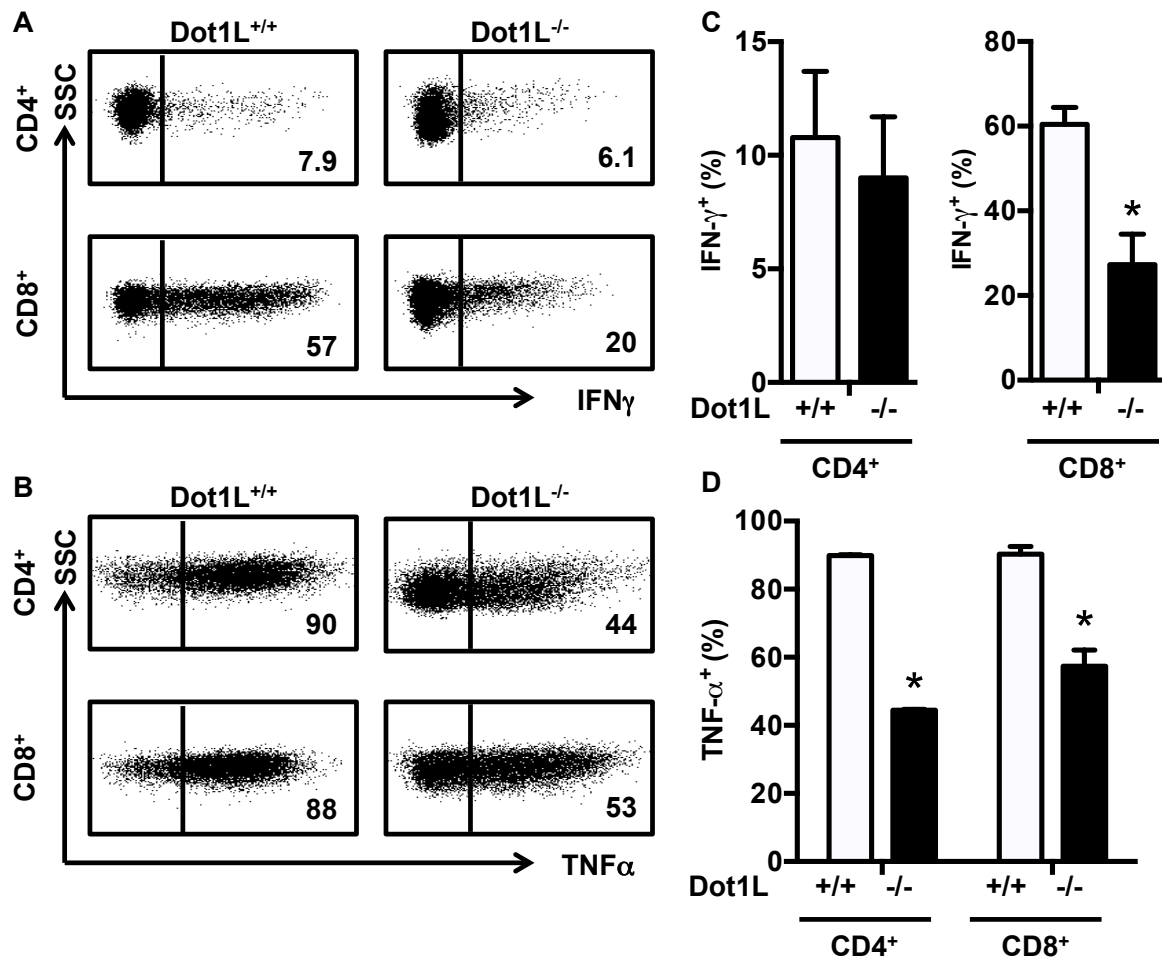 A
Dot1L+/+ Dot1L-/-
CD4+
SSC
7.9 6.1
CD8+
57 20
IFNγ
B
Dot1L+/+ Dot1L-/-
CD4+
SSC
90 44
CD8+
88 53
TNFα
C
IFN-γ+ (%)
15
10
5
0
Dot1L +/+ -/-
CD4+
IFN-γ+ (%)
80
60
40
20
0
*
+/+ -/-
CD8+
D
TNF-α+ (%)
100
80
60
40
20
0
* *
Dot1L +/+ -/- +/+ -/-
CD4+ CD8+